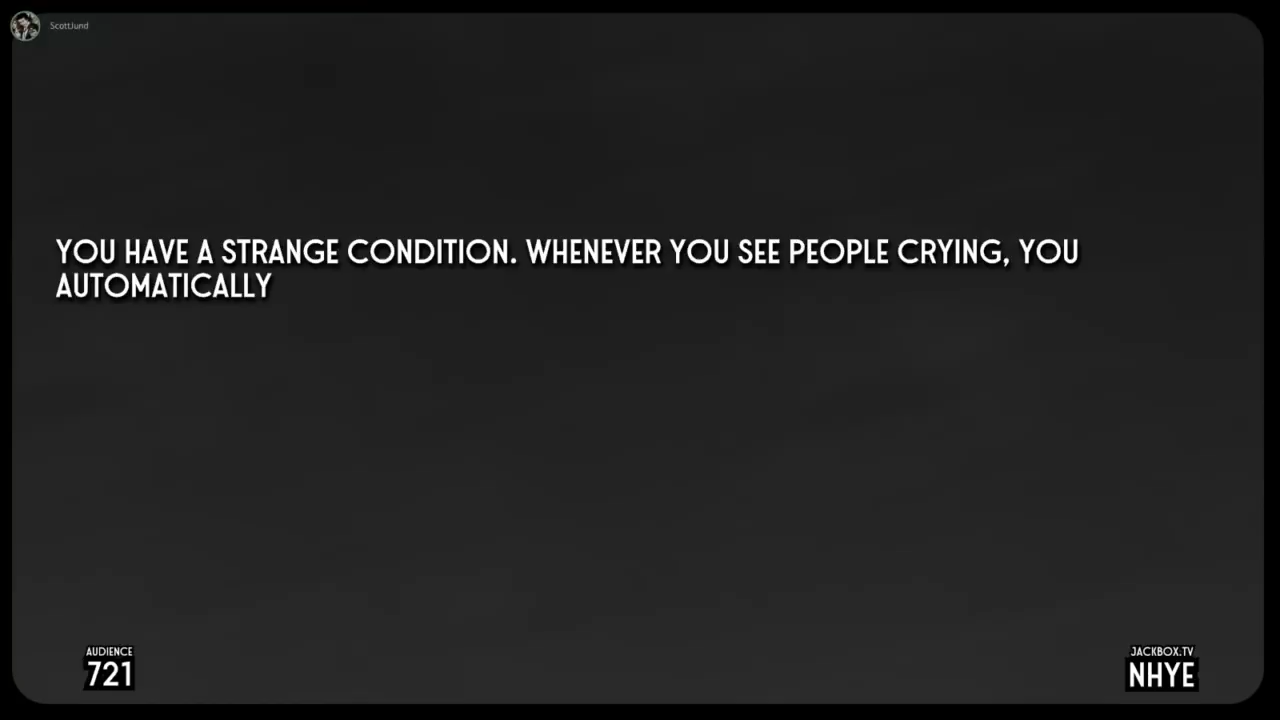 ScottJund
YOU HAVE A STRANGE CONDITION. WHENEVER YOU SEE PEOPLE CRYING, YOU
AUTOMATICALLY
AUDIENCE
721
JACKBOX.TV
NHYE